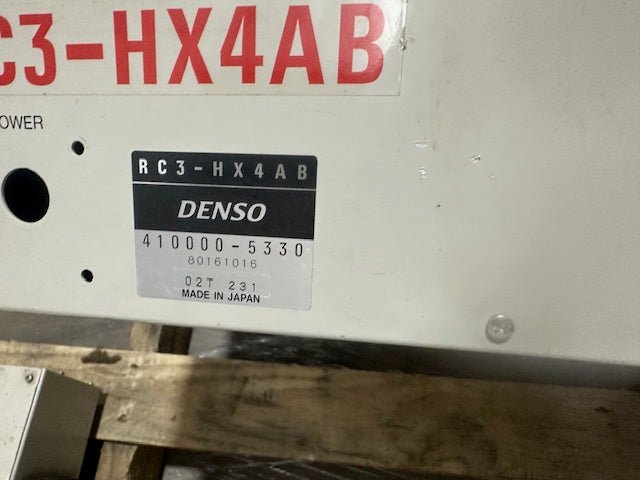 C3-HX4AB
OWER
RC3-HX4AB
DENSO
410000-5330
80161016
02T 231
MADE IN JAPAN